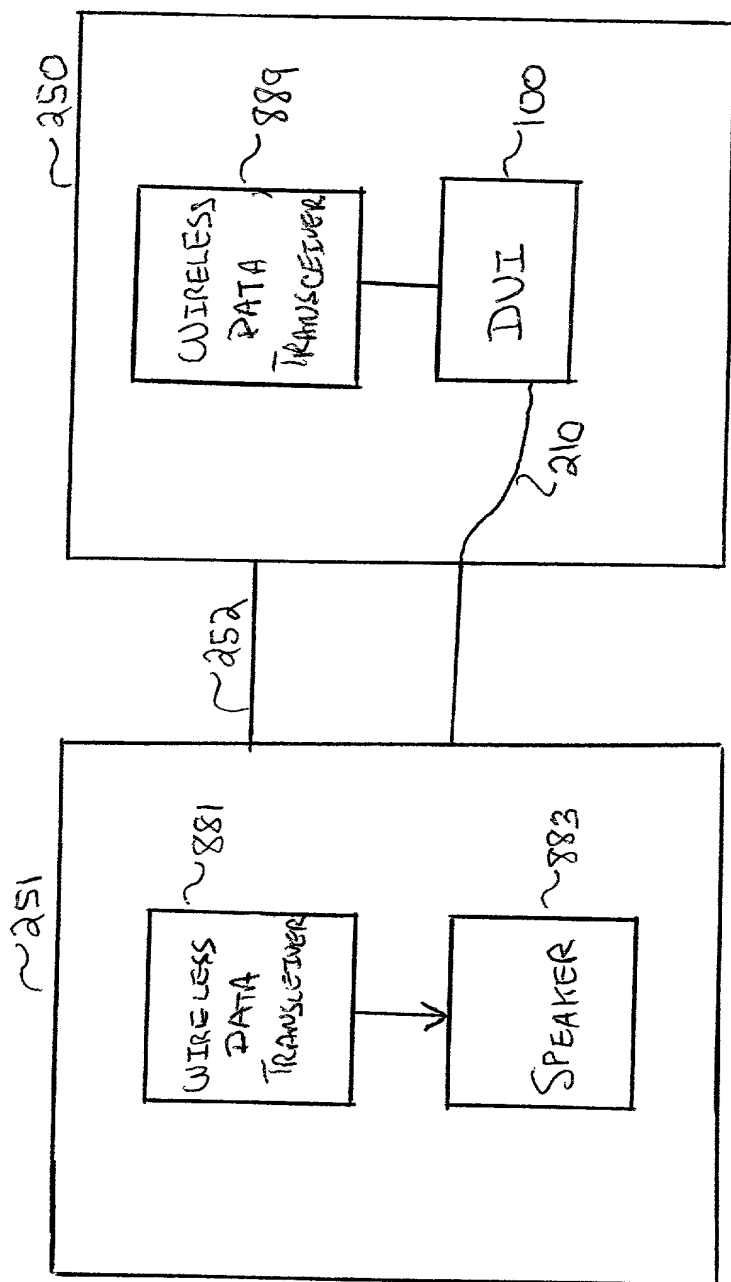 ~251
WIRELESS
DATA
TRANSCEIVER
~881
SPEAKER
~883
~252
~250
WIRELESS
DATA
TRANSCEIVER
~889
DUI
~100
~210